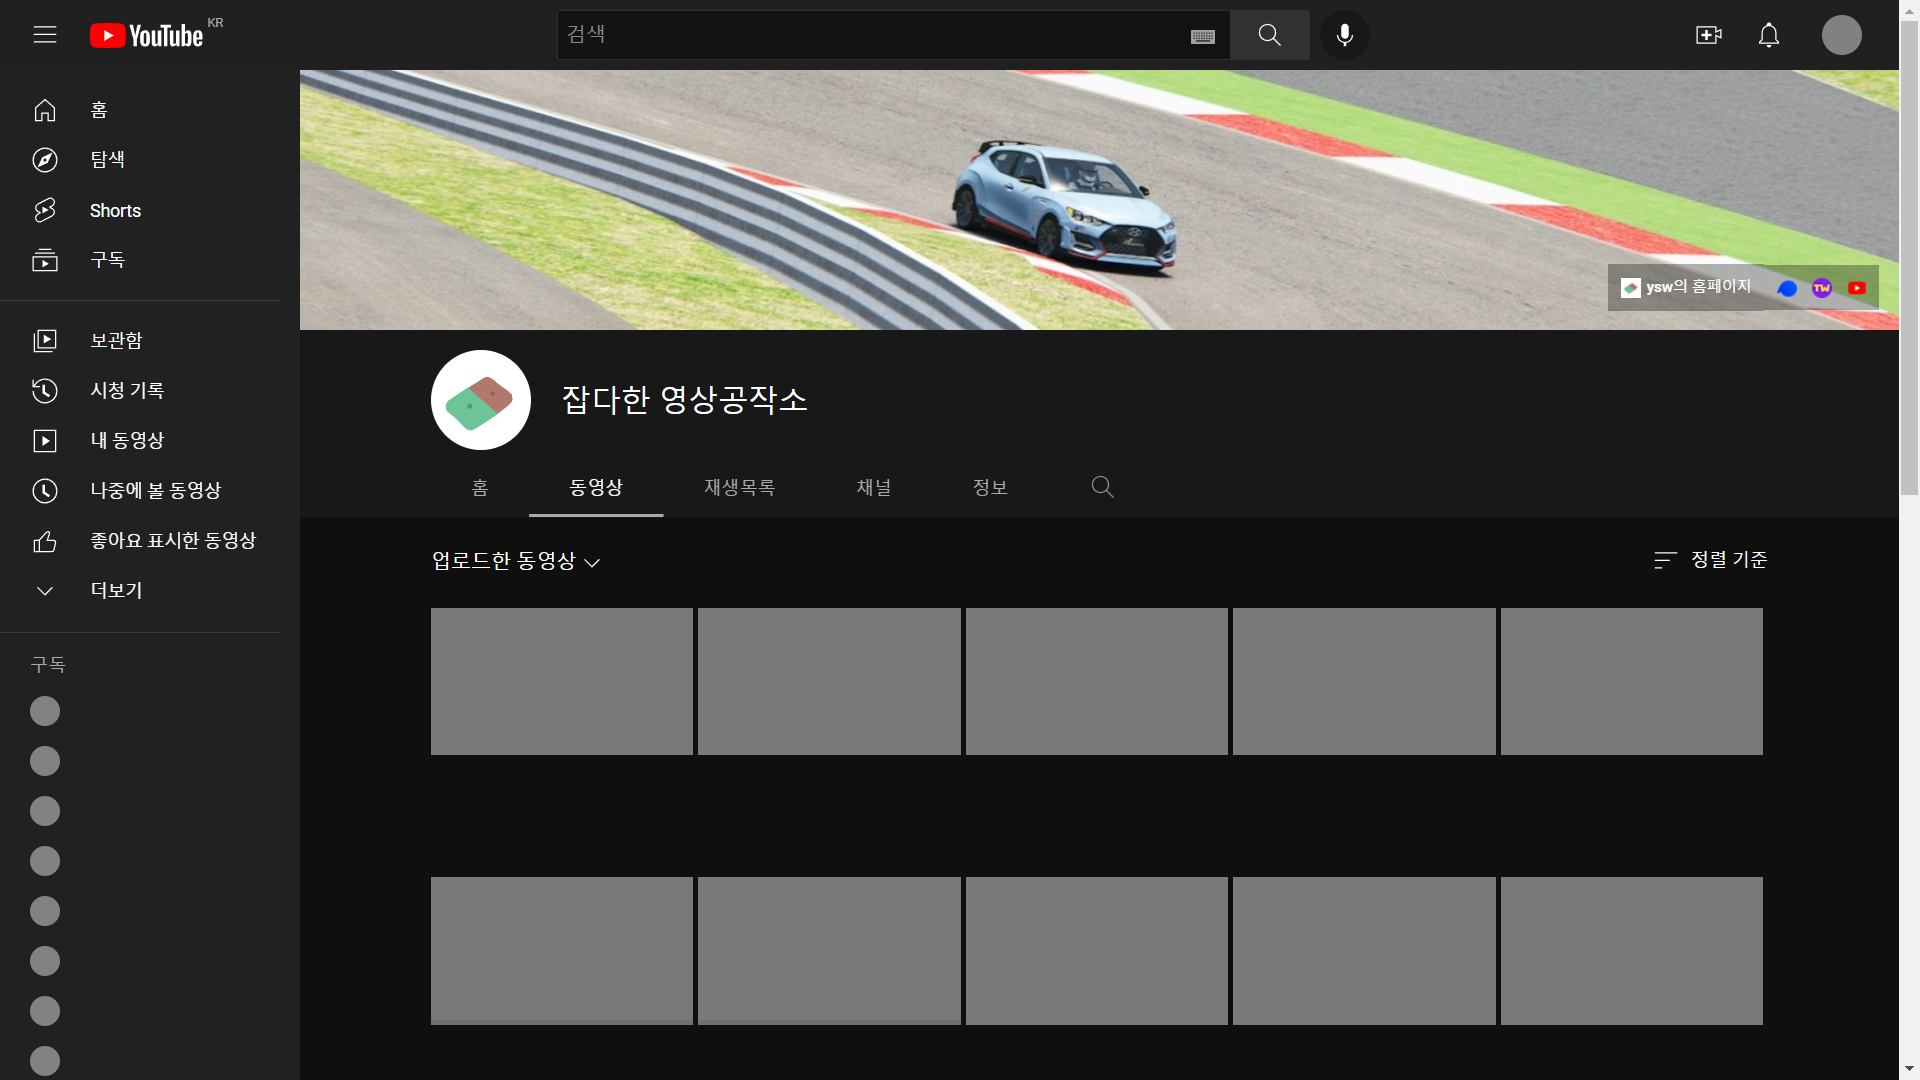 YouTube KR
검색
홈
탐색
Shorts
구독
보관함
시청 기록
내 동영상
나중에 볼 동영상
좋아요 표시한 동영상
더보기
구독
ysw의 홈페이지
TW
잡다한 영상공작소
홈 동영상 재생목록 채널 정보
업로드한 동영상
정렬 기준